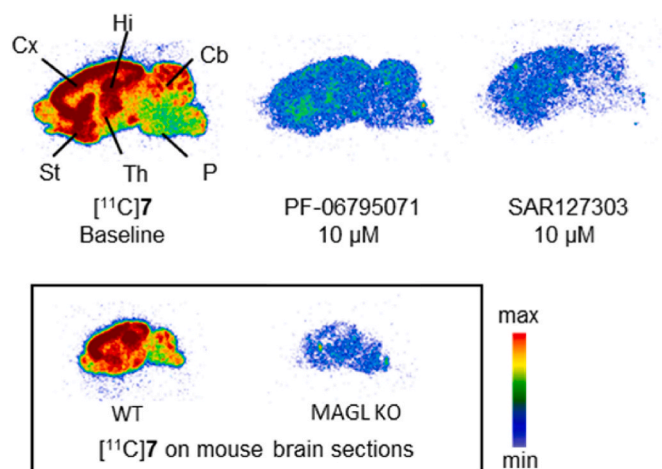 Hi
Cx
Cb
St
Th
P
[¹¹C]7
Baseline
PF-06795071
10 µM
SAR127303
10 µM
WT
MAGL KO
[¹¹C]7 on mouse brain sections
max
min